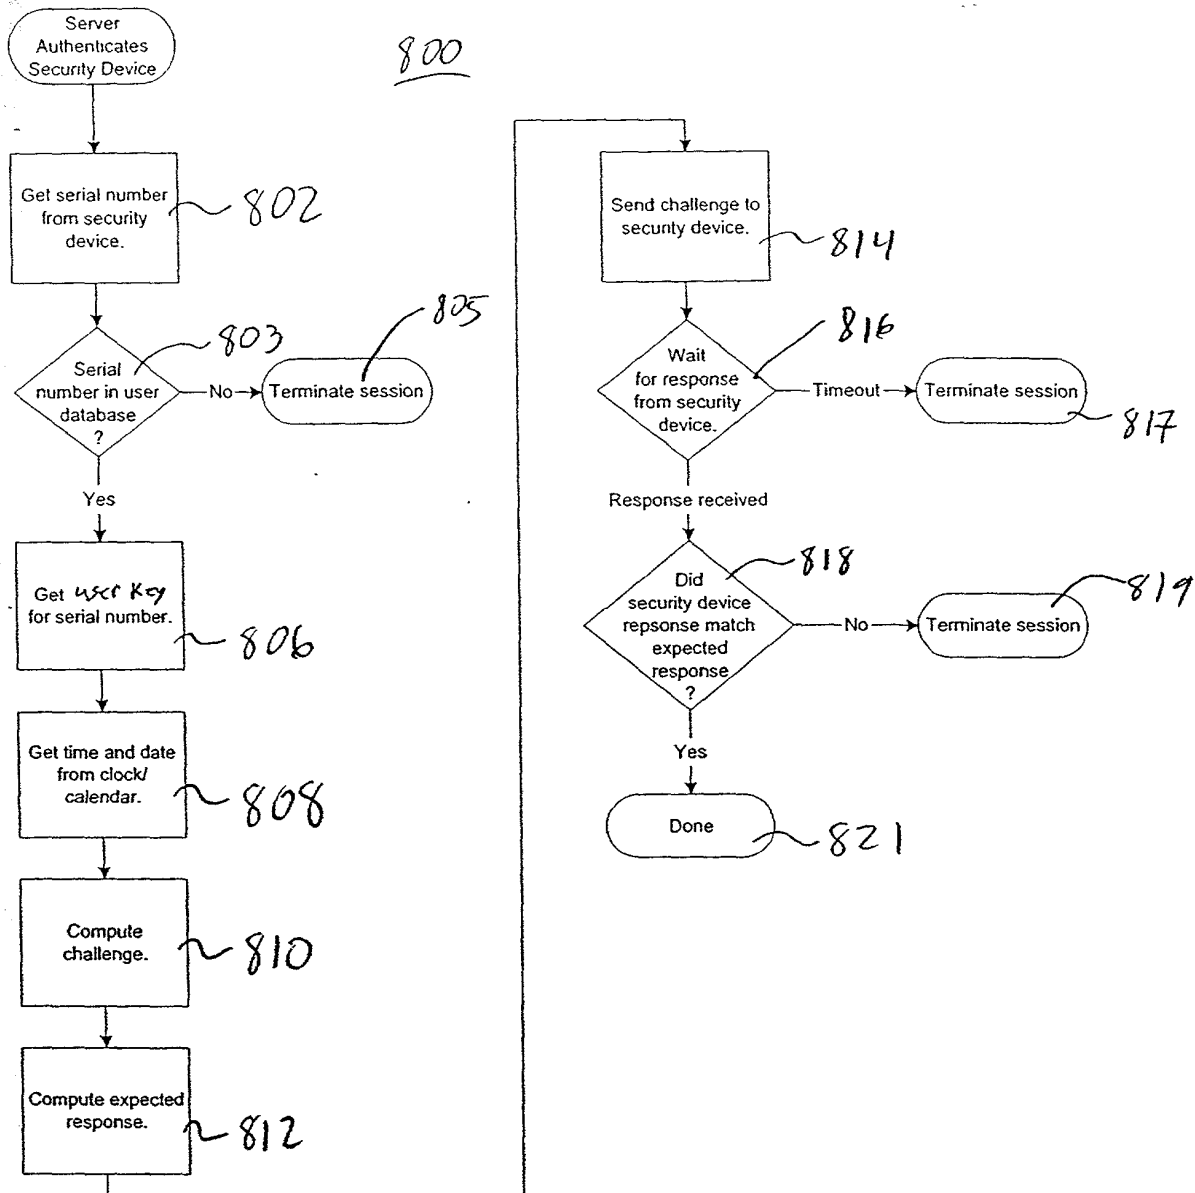 Server
Authenticates
Security Device
800
Get serial number
from security
device.
802
Serial
number in user
database
?
803
No
Terminate session
805
Yes
Get user key
for serial number.
806
Get time and date
from clock/
calendar.
808
Compute
challenge.
810
Compute expected
response.
812
Send challenge to
security device.
814
Wait
for response
from security
device.
816
Timeout
Terminate session
817
Response received
Did
security device
repsonse match
expected
response
?
818
No
Terminate session
819
Yes
Done
821